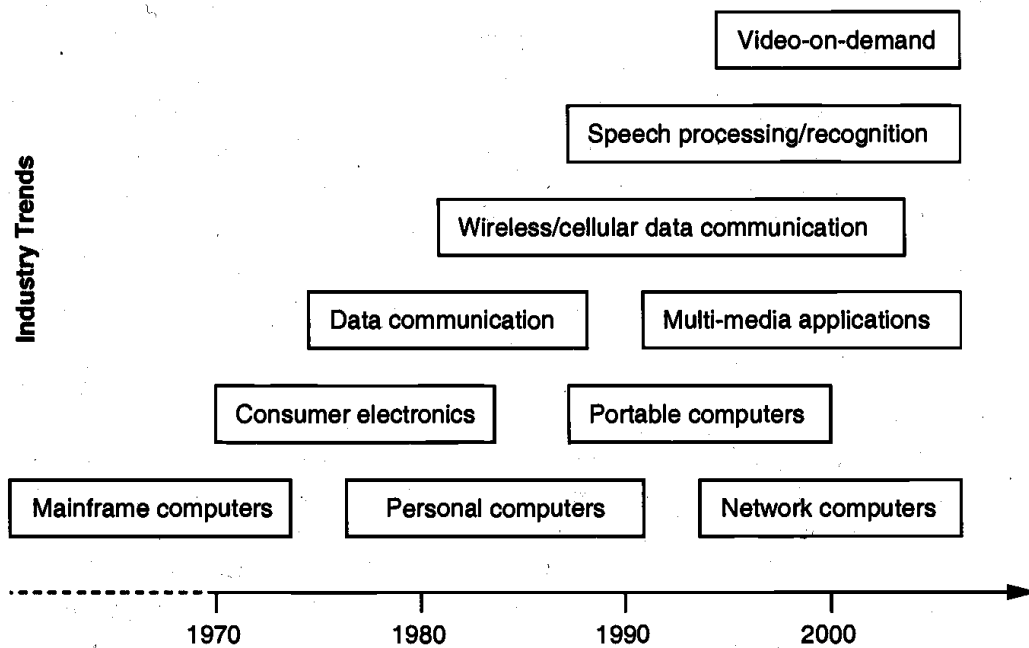 Video-on-demand
Speech processing/recognition
Wireless/cellular data communication
Industry Trends
Data communication
Multi-media applications
Consumer electronics
Portable computers
Mainframe computers
Personal computers
Network computers
1970
1980
1990
2000